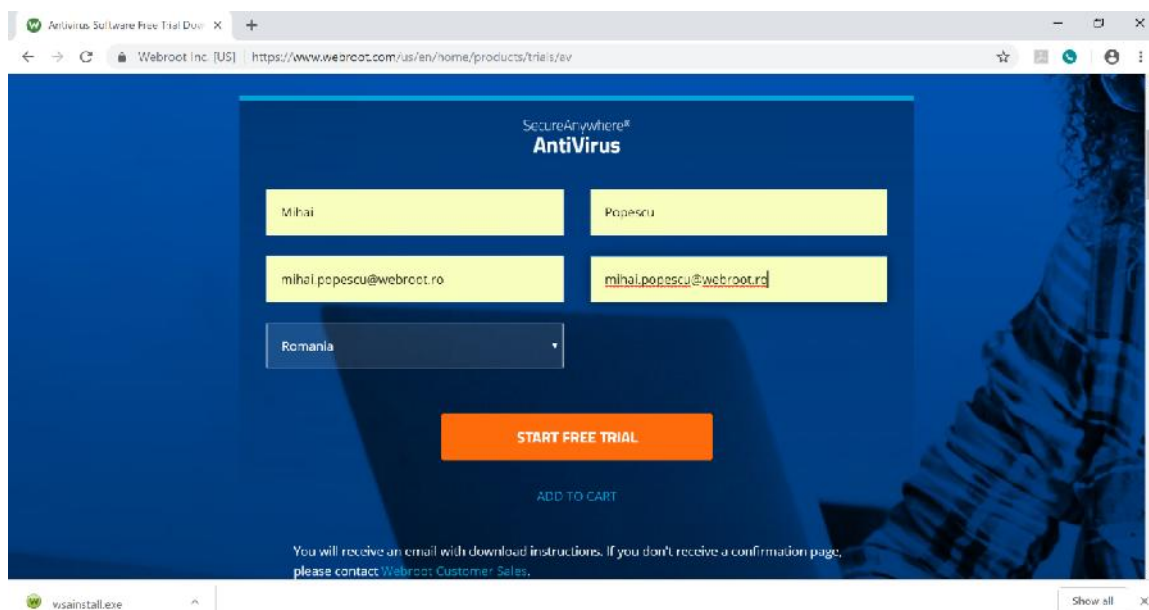 Antivirus Software Free Trial Dow
Webroot Inc. [US] https://www.webroot.com/us/en/home/products/trials/av
SecureAnywhere®
AntiVirus
Mihai Popescu
mihai.popescu@webroot.ro mihai.popescu@webroot.ro
Romania
START FREE TRIAL
ADD TO CART
You will receive an email with download instructions. If you don't receive a confirmation page,
please contact Webroot Customer Sales.
wsainstall.exe Show all